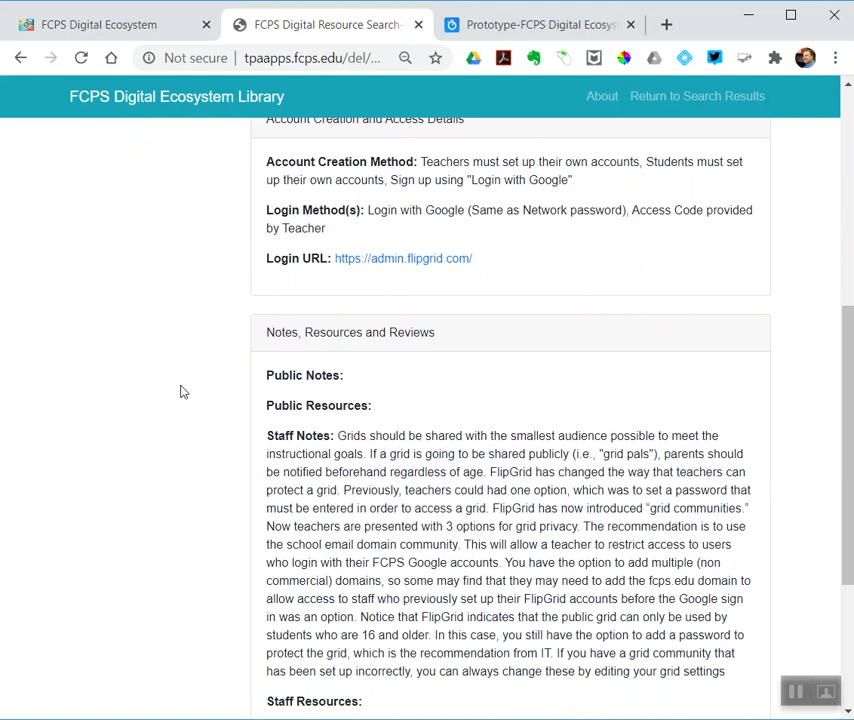 FCPS Digital Ecosystem
FCPS Digital Resource Search-
Prototype-FCPS Digital Ecosys
Not secure
tpaapps.fcps.edu/del/...
FCPS Digital Ecosystem Library
About
Return to Search Results
Account Creation and Access Details
Account Creation Method: Teachers must set up their own accounts, Students must set
up their own accounts, Sign up using "Login with Google"
Login Method(s): Login with Google (Same as Network password), Access Code provided
by Teacher
Login URL: https://admin.flipgrid.com/
Notes, Resources and Reviews
Public Notes:
Public Resources:
Staff Notes: Grids should be shared with the smallest audience possible to meet the
instructional goals. If a grid is going to be shared publicly (i.e., "grid pals"), parents should
be notified beforehand regardless of age. FlipGrid has changed the way that teachers can
protect a grid. Previously, teachers could had one option, which was to set a password that
must be entered in order to access a grid. FlipGrid has now introduced “grid communities.”
Now teachers are presented with 3 options for grid privacy. The recommendation is to use
the school email domain community. This will allow a teacher to restrict access to users
who login with their FCPS Google accounts. You have the option to add multiple (non
commercial) domains, so some may find that they may need to add the fcps.edu domain to
allow access to staff who previously set up their FlipGrid accounts before the Google sign
in was an option. Notice that FlipGrid indicates that the public grid can only be used by
students who are 16 and older. In this case, you still have the option to add a password to
protect the grid, which is the recommendation from IT. If you have a grid community that
has been set up incorrectly, you can always change these by editing your grid settings
Staff Resources: